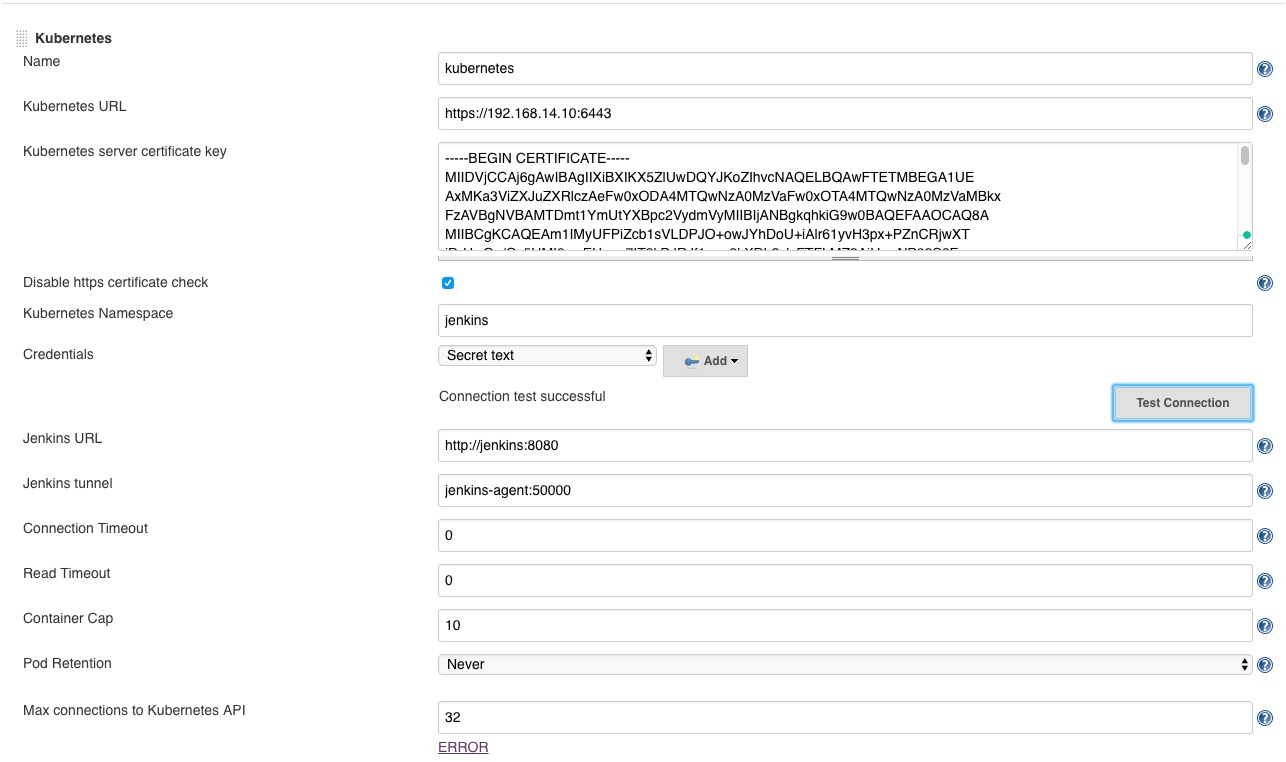 Kubernetes
Name
kubernetes
Kubernetes URL
https://192.168.14.10:6443
Kubernetes server certificate key
-----BEGIN CERTIFICATE-----
MIIDVjCCAj6gAwIBAgIIXiBXIKX5ZlUwDQYJKoZIhvcNAQELBQAwFTETMBEGA1UE
AxMKa3ViZXJuZXRlczAeFw0xODA4MTQwNzA0MzVaFw0xOTA4MTQwNzA0MzVaMBkx
FzAVBgNVBAMTDmt1YmUtYXBpc2VydmVyMIIBIjANBgkqhkiG9w0BAQEFAAOCAQ8A
MIIBCgKCAQEAm1IMyUFPiZcb1sVLDPJO+owJYhDoU+iAlr61yvH3px+PZnCRjwXT
Disable https certificate check
Kubernetes Namespace
jenkins
Credentials
Secret text
Add
Connection test successful
Test Connection
Jenkins URL
http://jenkins:8080
Jenkins tunnel
jenkins-agent:50000
Connection Timeout
0
Read Timeout
0
Container Cap
10
Pod Retention
Never
Max connections to Kubernetes API
32
ERROR